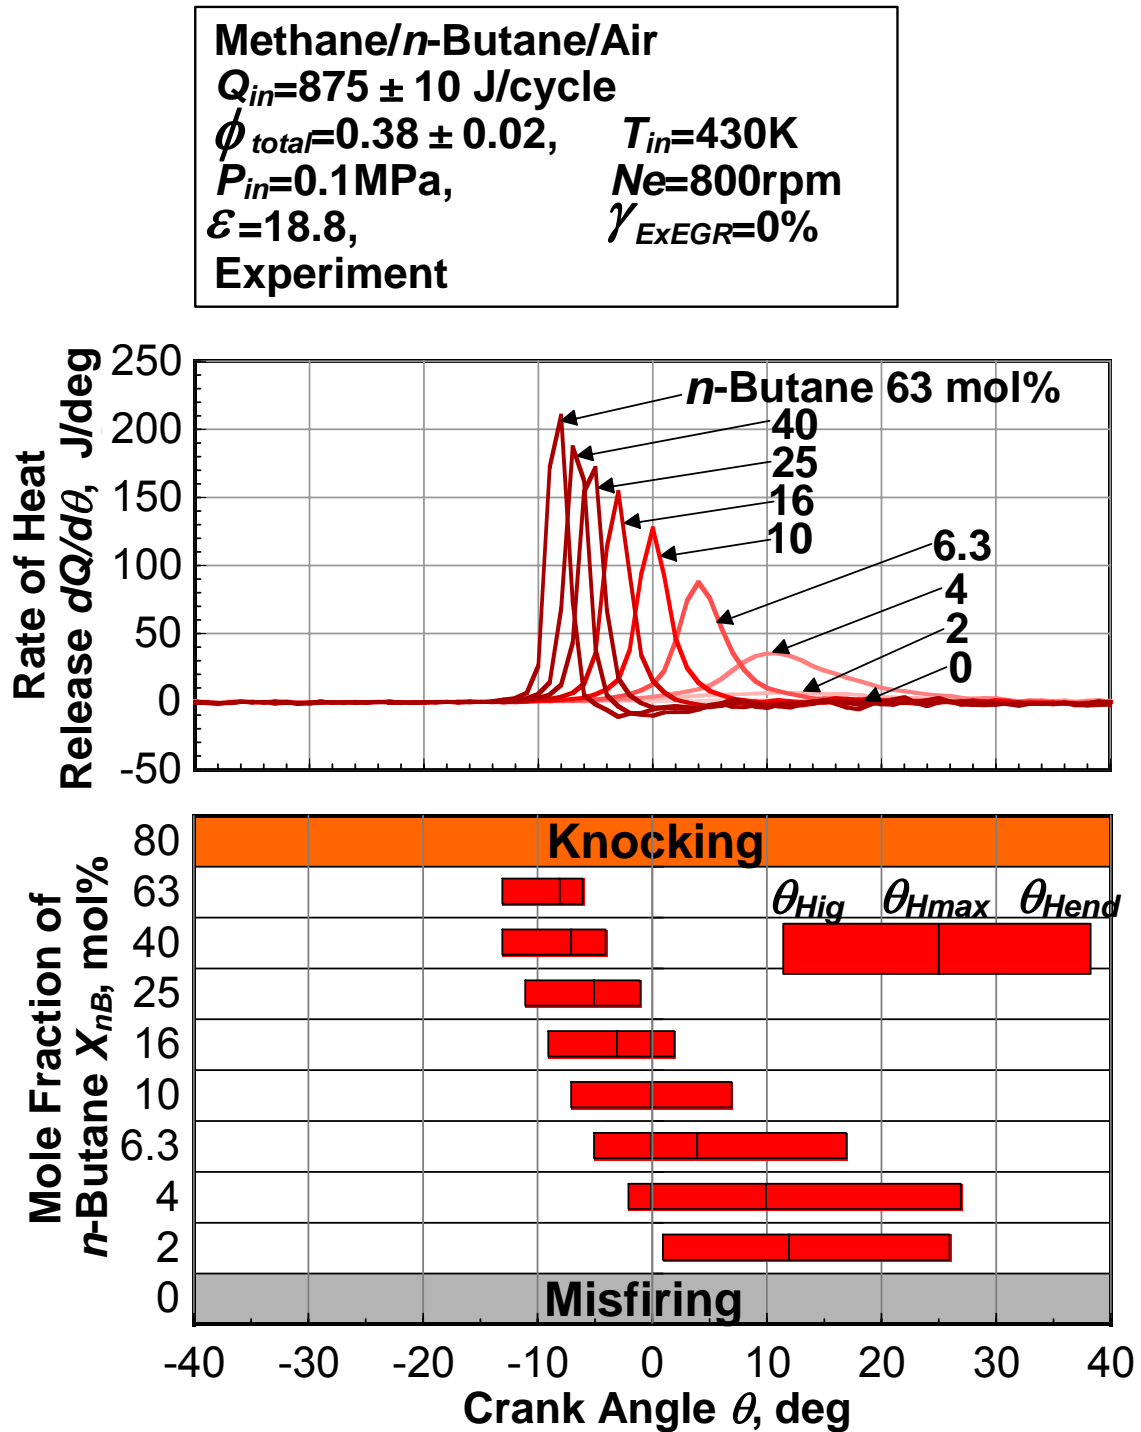 Methane/n-Butane/Air
Qin=875 ± 10 J/cycle
ϕtotal=0.38 ± 0.02, Tin=430K
Pin=0.1MPa, Ne=800rpm
ε=18.8, γExEGR=0%
Experiment
Rate of Heat
Release dQ/dθ, J/deg
250
200
150
100
50
0
-50
n-Butane 63 mol%
40
25
16
10
6.3
4
2
0
Mole Fraction of
n-Butane XnB, mol%
80
63
40
25
16
10
6.3
4
2
0
Knocking
θHig θHmax θHend
Misfiring
-40 -30 -20 -10 0 10 20 30 40
Crank Angle θ, deg